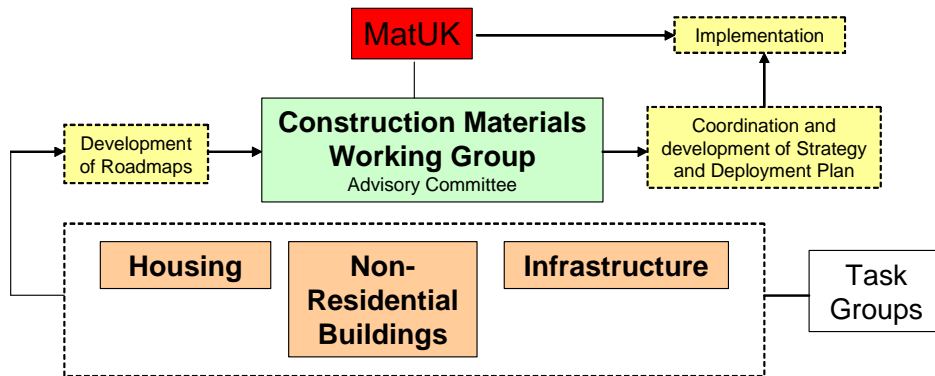 MatUK
Implementation
Construction Materials
Working Group
Advisory Committee
Development
of Roadmaps
Coordination and
development of Strategy
and Deployment Plan
Housing
Non-
Residential
Buildings
Infrastructure
Task
Groups